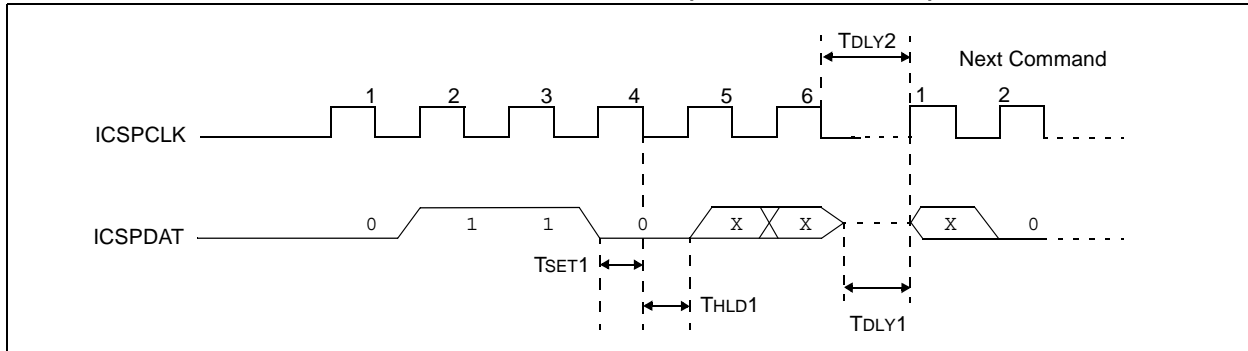 TDLY2
Next Command
1 2 3 4 5 6 1 2
ICSPCLK
ICSPDAT 0 1 1 0 X X X 0
TSET1
THLD1
TDLY1